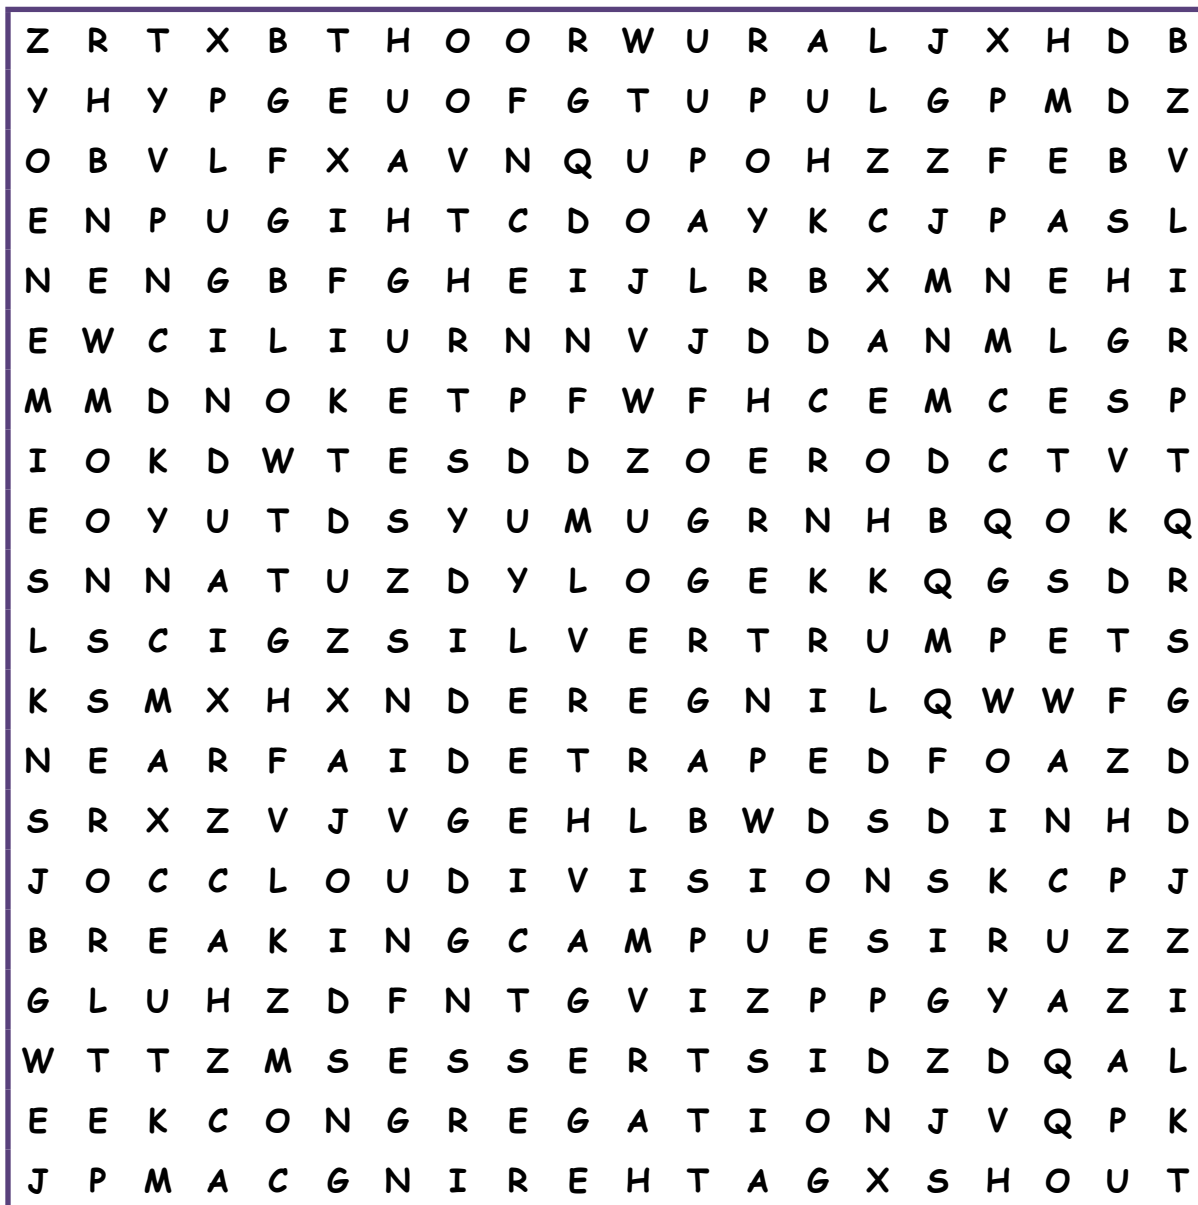 Z R T X B T H O O R W U R A L J X H D B
Y H Y P G E U O F G T U P U L G P M D Z
O B V L F X A V N Q U P O H Z Z F E B V
E N P U G I H T C D O A Y K C J P A S L
N E N G B F G H E I J L R B X M N E H I
E W C I L I U R N N V J D D A N M L G R
M M D N O K E T P F W F H C E M C E S P
I O K D W T E S D D Z O E R O D C T V T
E O Y U T D S Y U M U G R N H B Q O K Q
S N N A T U Z D Y L O G E K K Q G S D R
L S C I G Z S I L V E R T R U M P E T S
K S M X H X N D E R E G N I L Q W W F G
N E A R F A I D E T R A P E D F O A Z D
S R X Z V J V G E H L B W D S D I N H D
J O C C L O U D I V I S I O N S K C P J
B R E A K I N G C A M P U E S I R U Z Z
G L U H Z D F N T G V I Z P P G Y A Z I
W T T Z M S E S S E R T S I D Z D Q A L
E E K C O N G R E G A T I O N J V Q P K
J P M A C G N I R E H T A G X S H O U T